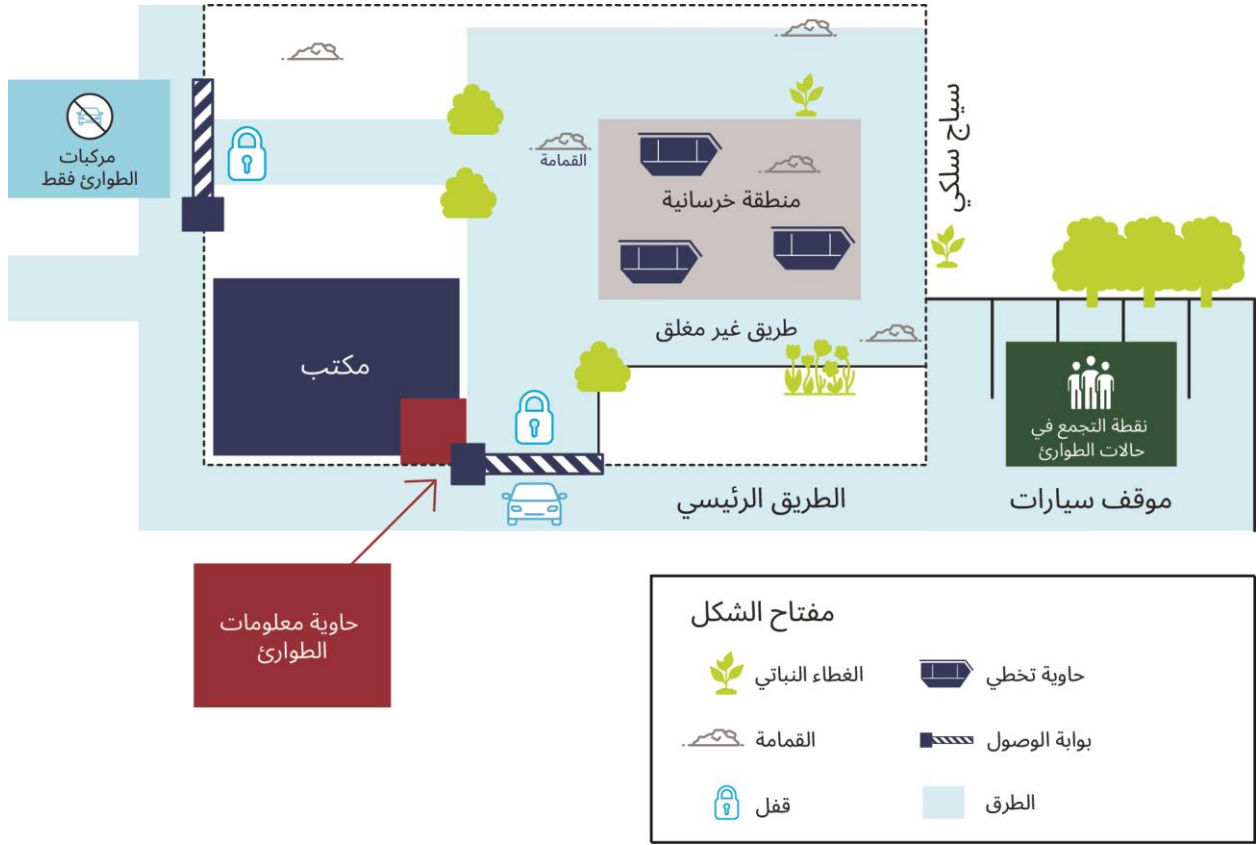 مركبات
الطوارئ فقط
القمامة
منطقة خرسانية
سياج سلكي
طريق غير مغلق
مكتب
نقطة التجمع في
حالات الطوارئ
الطريق الرئيسي
موقف سيارات
حاوية معلومات
الطوارئ
مفتاح الشكل
حاوية تخطي
الغطاء النباتي
بوابة الوصول
القمامة
الطرق
قفل